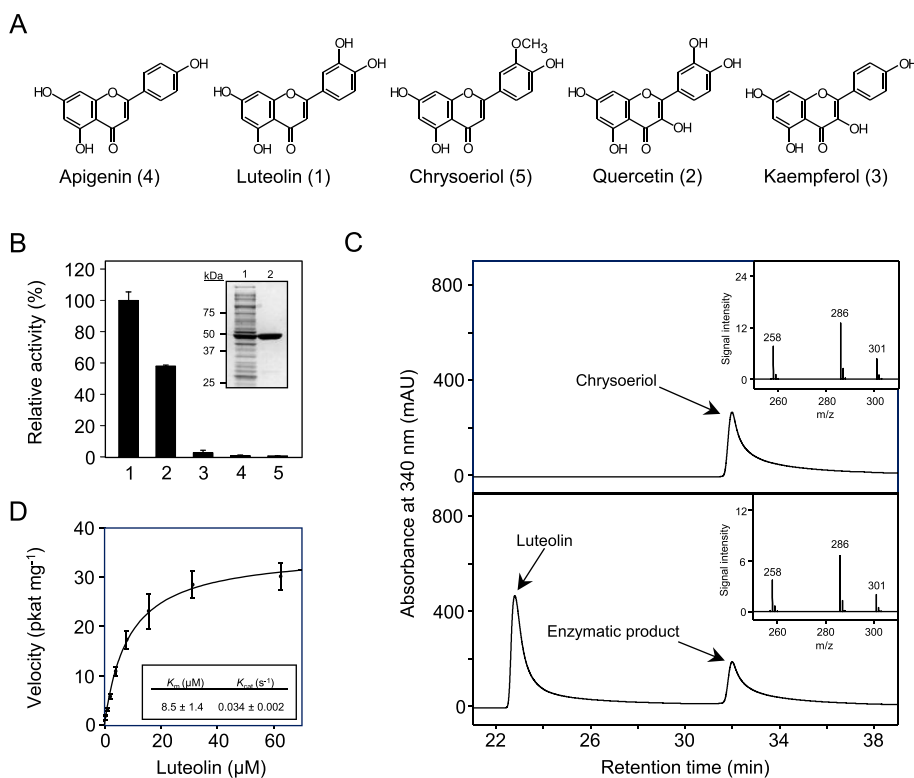 A
OH
HO
O
OH
O
Apigenin (4)
OH
OH
HO
O
OH
O
Luteolin (1)
OCH3
OH
HO
O
OH
O
Chrysoeriol (5)
OH
OH
HO
O
OH
OH
O
Quercetin (2)
OH
HO
O
OH
OH
O
Kaempferol (3)
B
Relative activity (%)
120
100
80
60
40
20
0
1 2 3 4 5
kDa 1 2
75
50
37
25
C
Absorbance at 340 nm (mAU)
800
400
0
Chrysoeriol
Signal intensity
24
12
0
258
286
301
260 280 300
m/z
800
400
0
Luteolin
Enzymatic product
Signal intensity
12
6
0
258
286
301
260 280 300
m/z
22 26 30 34 38
Retention time (min)
D
Velocity (pkat mg-1)
40
30
20
10
0
Km (µM) Kcat (s-1)
8.5 ± 1.4 0.034 ± 0.002
0 20 40 60
Luteolin (µM)